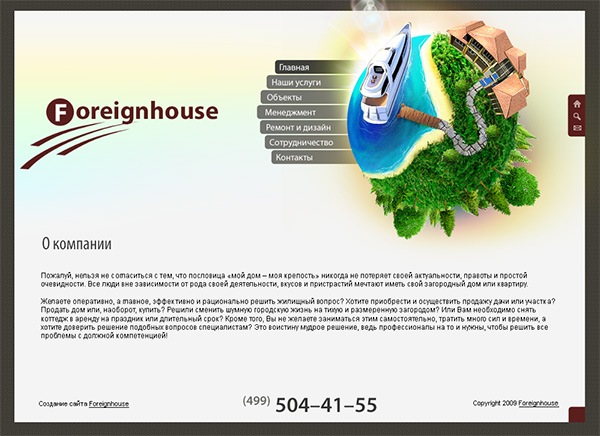 Foreignhouse
Главная
Наши услуги
Объекты
Менеджмент
Ремонт и дизайн
Сотрудничество
Контакты
О компании
Пожалуй, нельзя не согласиться с тем, что пословица «мой дом – моя крепость» никогда не потеряет своей актуальности, правоты и простой
очевидности. Все люди вне зависимости от рода своей деятельности, вкусов и пристрастий мечтают иметь свой загородный дом или квартиру.
Желаете оперативно, а главное, эффективно и рационально решить жилищный вопрос? Хотите приобрести и осуществить продажу дачи или участка?
Продать дом или, наоборот, купить? Решили сменить шумную городскую жизнь на тихую и размеренную загородом? Или Вам необходимо снять
коттедж в аренду на праздник или длительный срок? Кроме того, Вы не желаете заниматься этим самостоятельно, тратить много сил и времени, а
хотите доверить решение подобных вопросов специалистам? Это воистину мудрое решение, ведь профессионалы на то и нужны, чтобы решить все
проблемы с должной компетенцией!
Создание сайта Foreignhouse
(499) 504–41–55
Copyright 2009 Foreignhouse